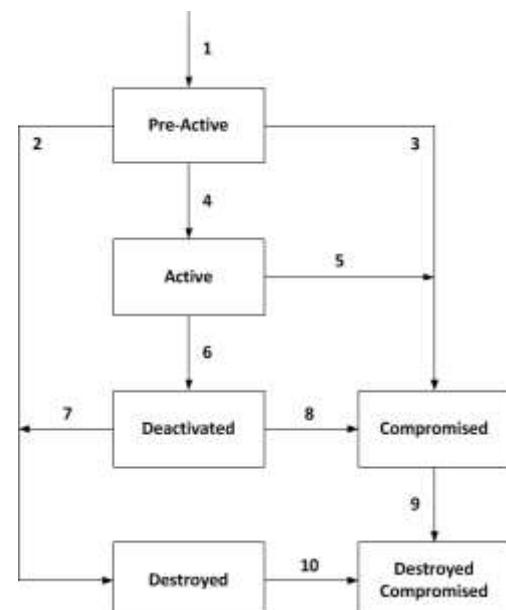 1
Pre-Active
2
3
4
Active
5
6
7
Deactivated
8
Compromised
9
Destroyed
10
Destroyed
Compromised